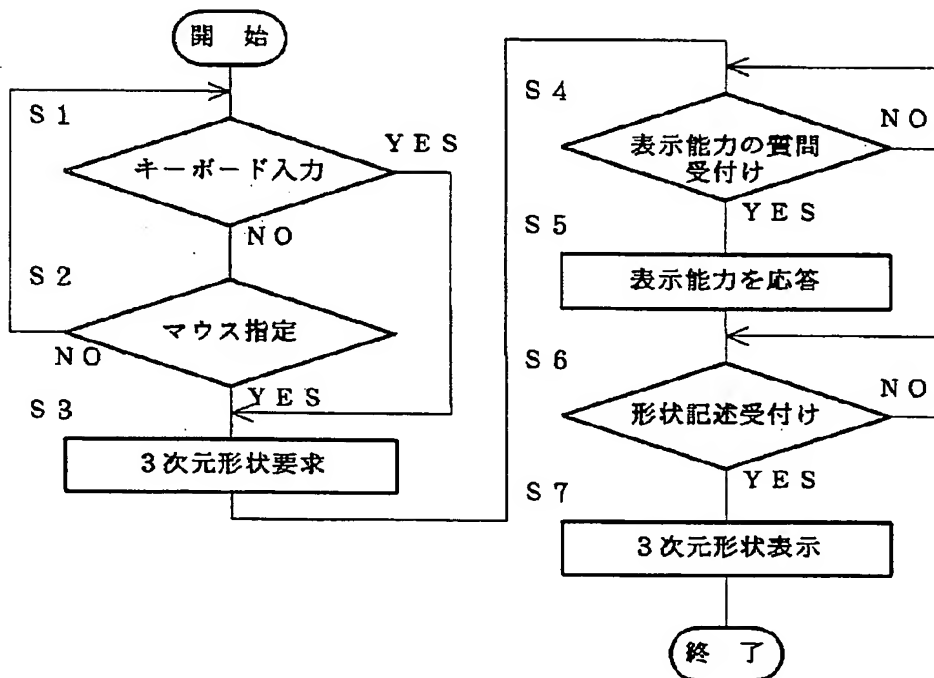 開 始
S1
キーボード入力
YES
NO
S2
マウス指定
NO
YES
S3
3次元形状要求
S4
表示能力の質問
受付け
NO
YES
S5
表示能力を応答
S6
形状記述受付け
NO
YES
S7
3次元形状表示
終 了